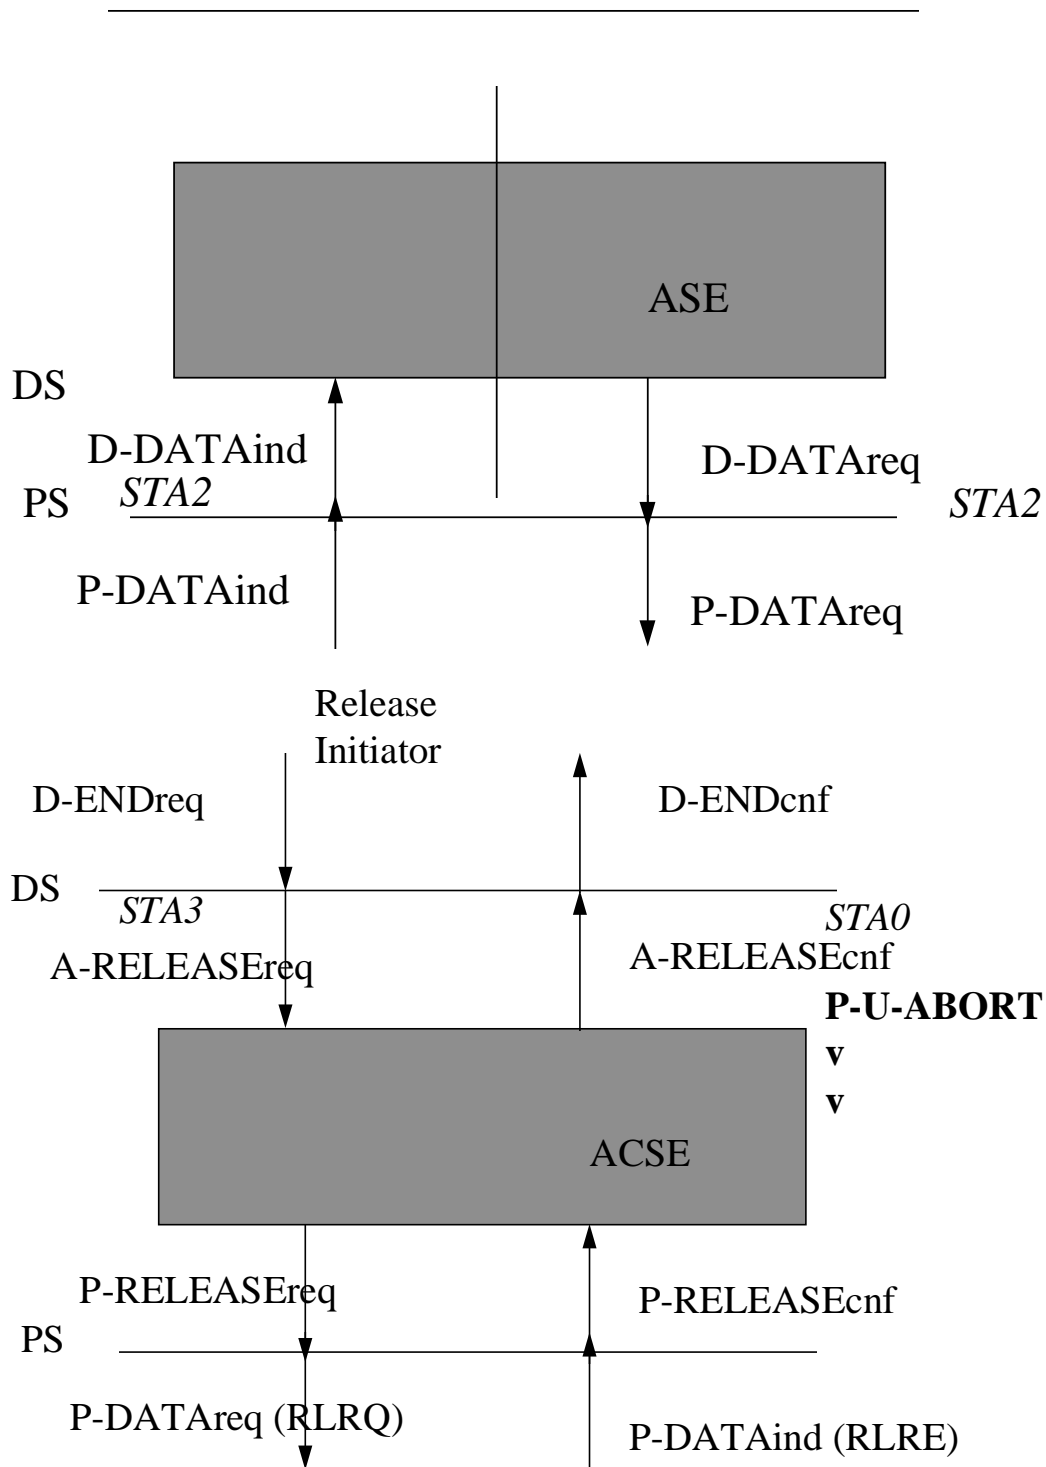 ASE
DS
D-DATAind
D-DATAreq
STA2
PS
STA2
P-DATAind
P-DATAreq
Release
Initiator
D-ENDreq
D-ENDcnf
DS
STA3
STA0
A-RELEASEreq
A-RELEASEcnf
P-U-ABORT
v
v
ACSE
P-RELEASEreq
P-RELEASEcnf
PS
P-DATAreq (RLRQ)
P-DATAind (RLRE)